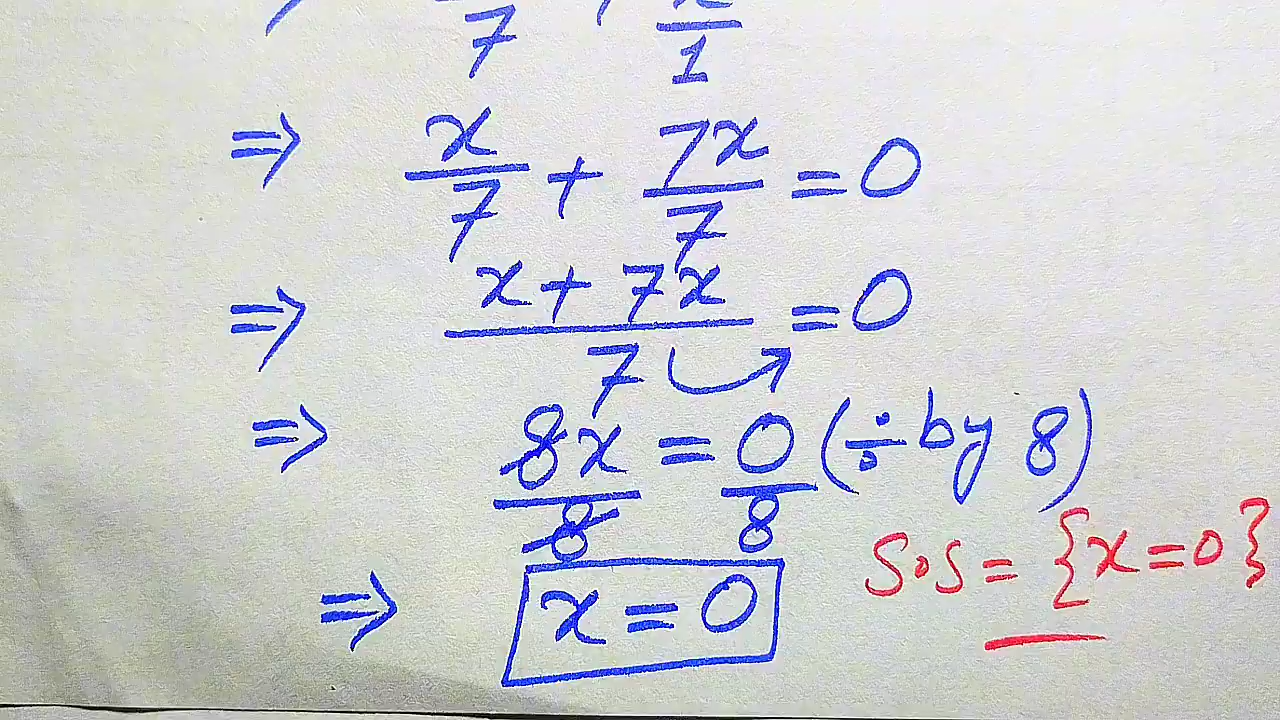 ⇒ x/7 + 7x/7 = 0
⇒ (x + 7x)/7 = 0
⇒ 8x/8 = 0/8 (÷ by 8)
S.S = {x = 0}
⇒ x = 0